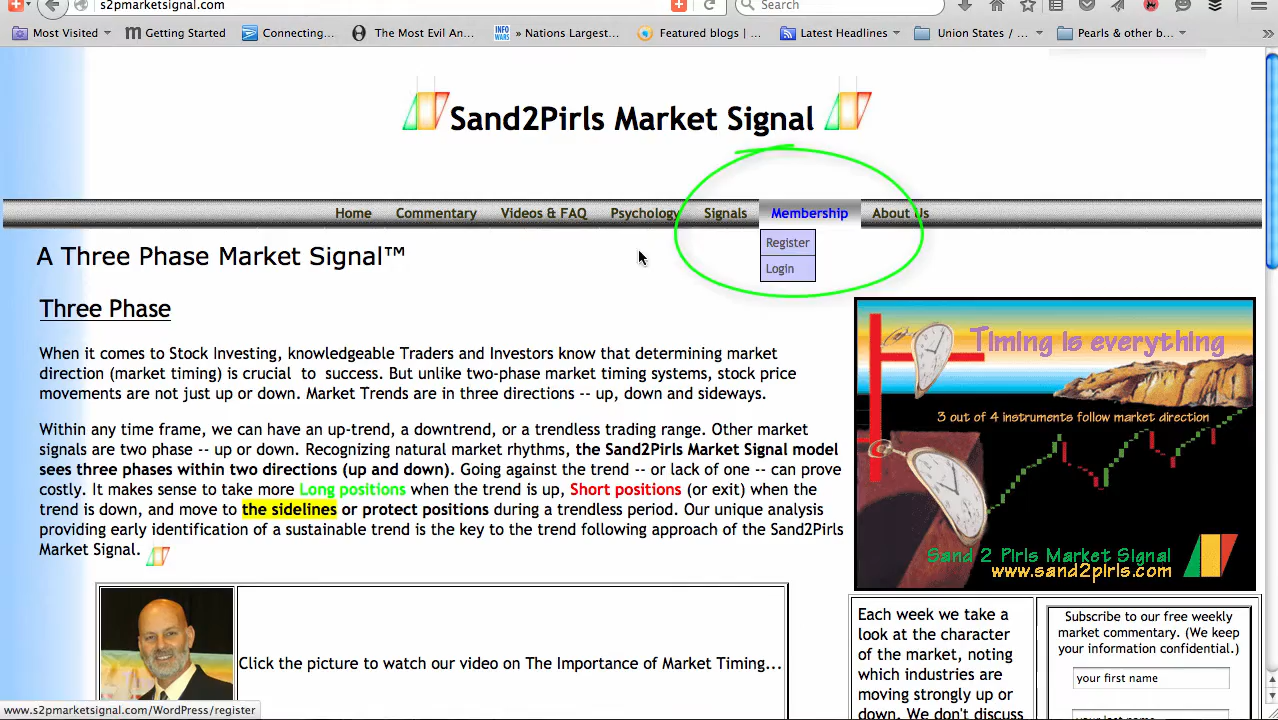 s2pmarketsignal.com
Search
Most Visited
Getting Started
Connecting...
The Most Evil An...
INFO WARS
» Nations Largest...
Featured blogs | ...
Latest Headlines
Union States / ...
Pearls & other b...
»
Sand2Pirls Market Signal
Home
Commentary
Videos & FAQ
Psychology
Signals
Membership
About Us
Register
Login
A Three Phase Market Signal™
Three Phase
When it comes to Stock Investing, knowledgeable Traders and Investors know that determining market
direction (market timing) is crucial to success. But unlike two-phase market timing systems, stock price
movements are not just up or down. Market Trends are in three directions -- up, down and sideways.
Within any time frame, we can have an up-trend, a downtrend, or a trendless trading range. Other market
signals are two phase -- up or down. Recognizing natural market rhythms, the Sand2Pirls Market Signal model
sees three phases within two directions (up and down). Going against the trend -- or lack of one -- can prove
costly. It makes sense to take more Long positions when the trend is up, Short positions (or exit) when the
trend is down, and move to the sidelines or protect positions during a trendless period. Our unique analysis
providing early identification of a sustainable trend is the key to the trend following approach of the Sand2Pirls
Market Signal.
Timing is everything
3 out of 4 instruments follow market direction
Sand 2 Pirls Market Signal
www.sand2pirls.com
Click the picture to watch our video on The Importance of Market Timing...
Each week we take a
look at the character
of the market, noting
which industries are
moving strongly up or
down. We don't discuss
Subscribe to our free weekly
market commentary. (We keep
your information confidential.)
your first name
www.s2pmarketsignal.com/WordPress/register